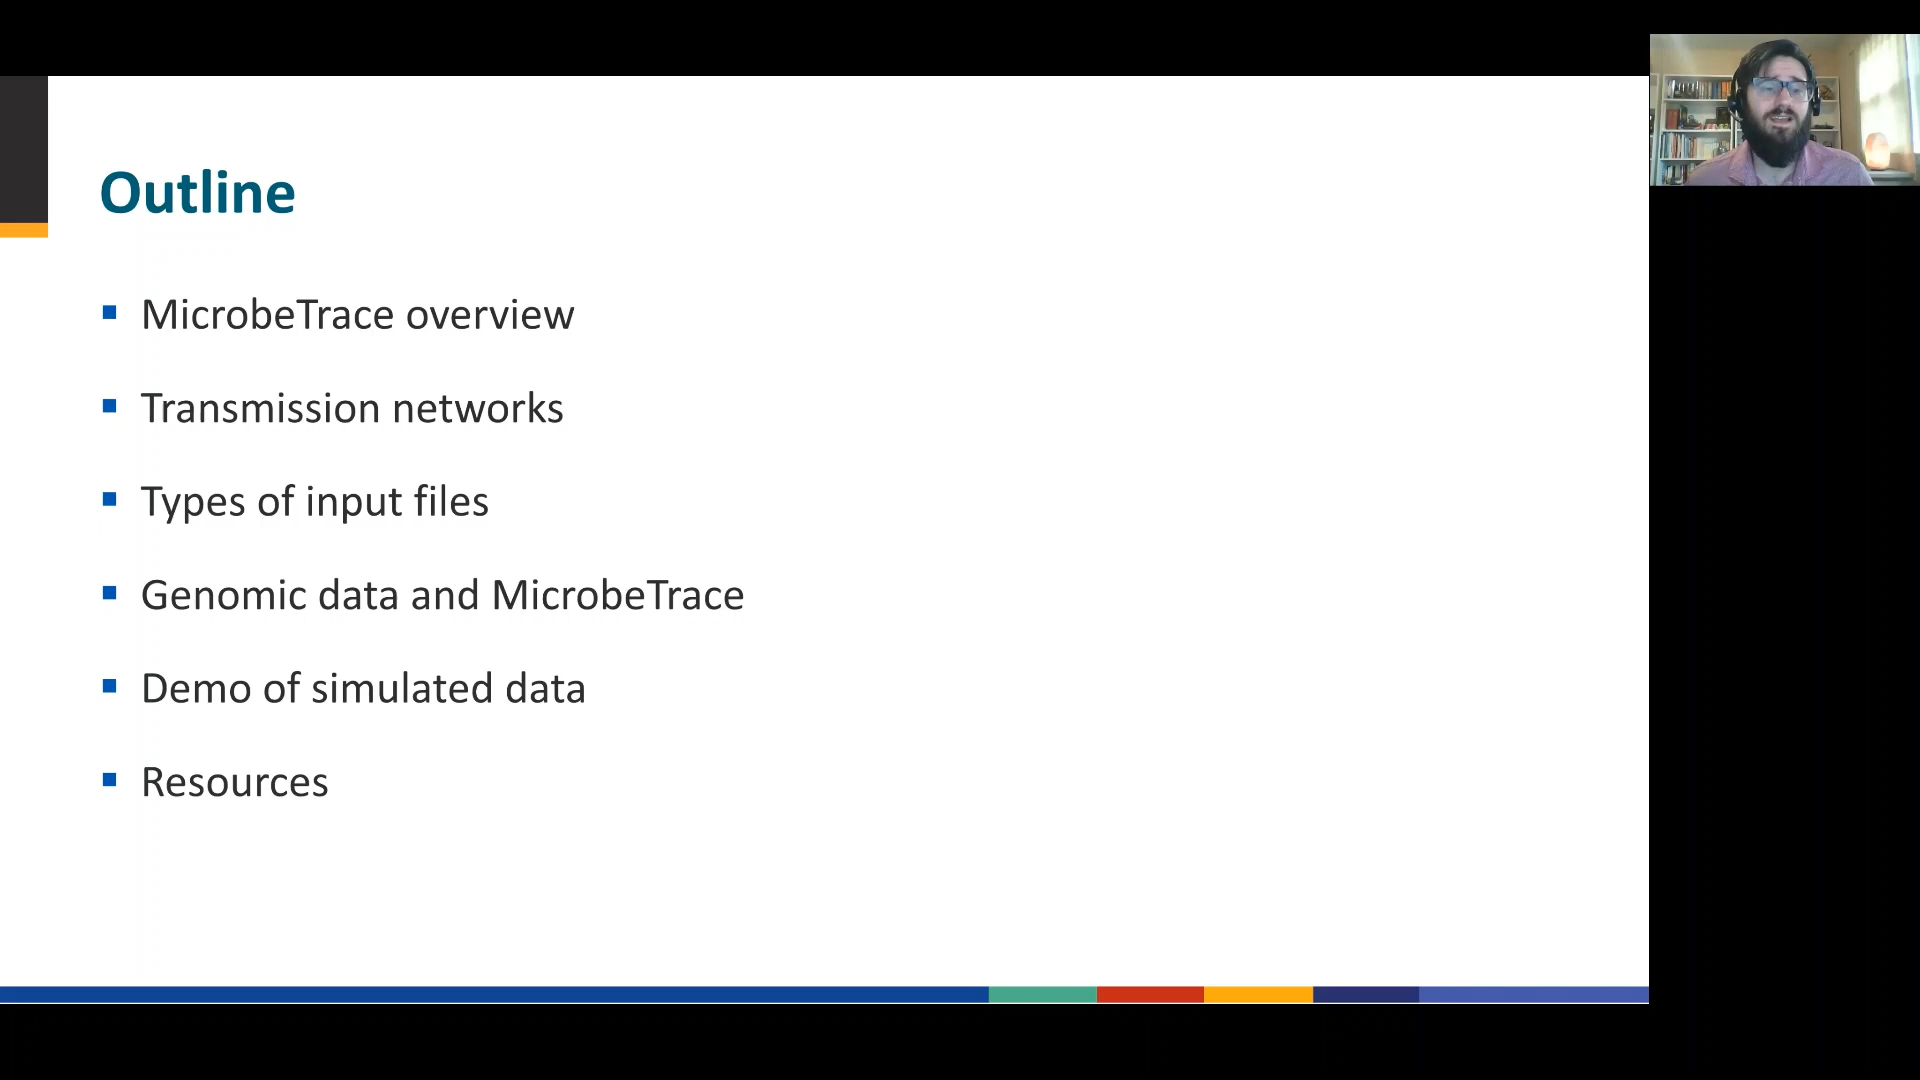 Outline
MicrobeTrace overview
Transmission networks
Types of input files
Genomic data and MicrobeTrace
Demo of simulated data
Resources